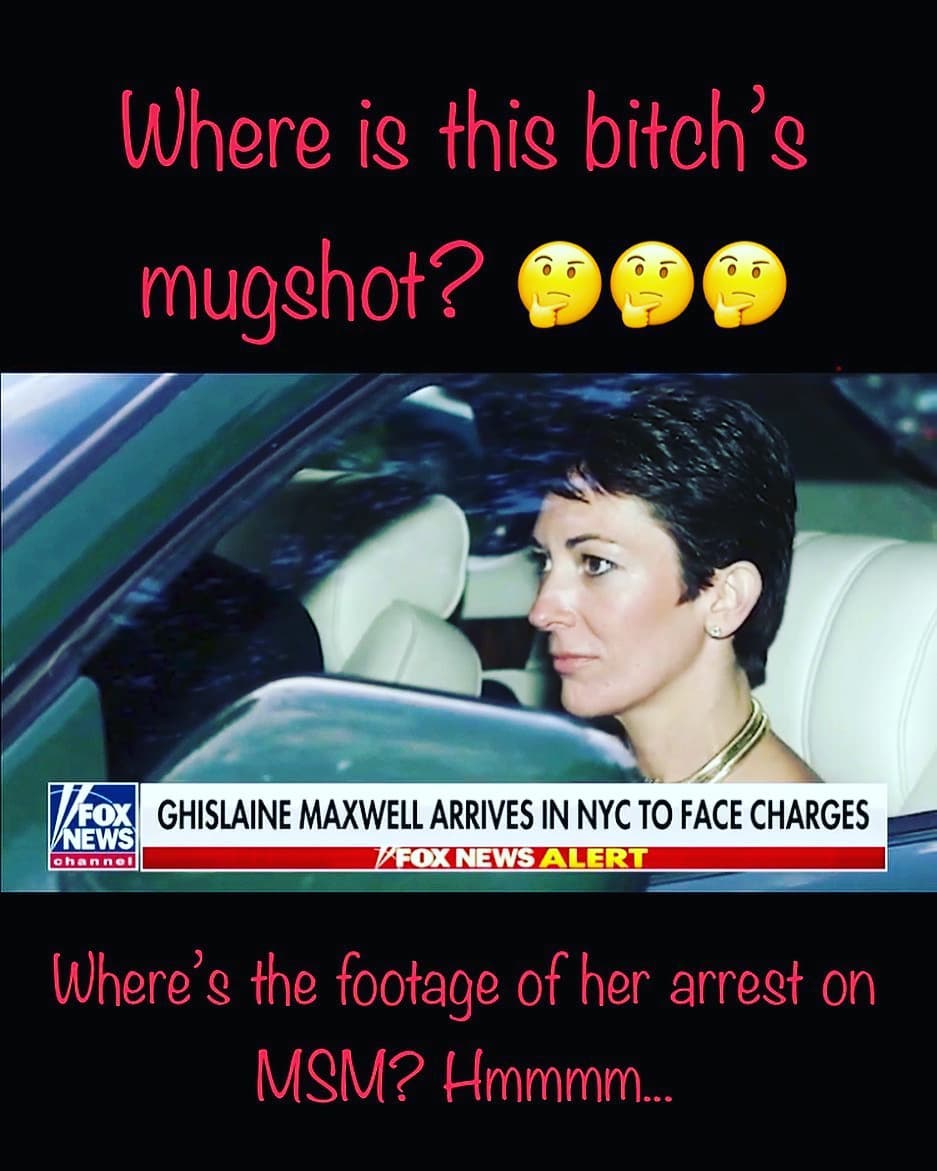 Where is this bitch's
mugshot? 🤔🤔🤔
FOX
NEWS
channel
GHISLAINE MAXWELL ARRIVES IN NYC TO FACE CHARGES
FOX NEWS ALERT
Where's the footage of her arrest on
MSM? Hmmmm...